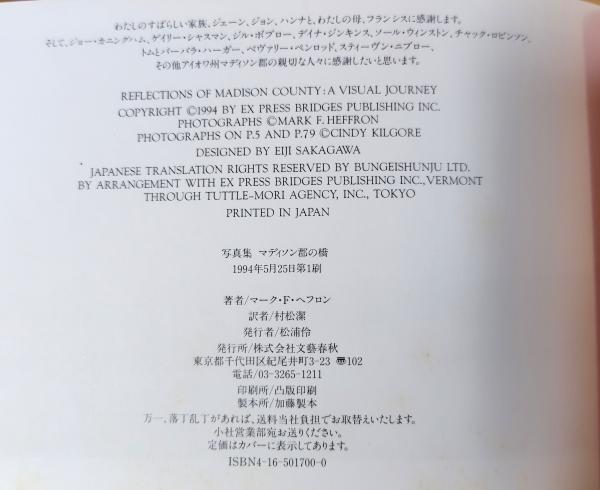 わたしのすばらしい家族、ジェーン、ジョン、ハンナと、わたしの母、フランシスに感謝します。
そして、ジョー・カニングハム、ゲイリー・シャスマン、ジル・ボブロー、デイナ・ジンキンス、ソール・ウィンストン、チャック・ロビンソン、
トムとバーバラ・ハーガー、ベヴァリー・ペンロッド、スティーヴン・ニブロー、
その他アイオワ州マディソン郡の親切な人々に感謝したいと思います。
REFLECTIONS OF MADISON COUNTY: A VISUAL JOURNEY
COPYRIGHT ©1994 BY EX PRESS BRIDGES PUBLISHING INC.
PHOTOGRAPHS ©MARK F. HEFFRON
PHOTOGRAPHS ON P.5 AND P.79 ©CINDY KILGORE
DESIGNED BY EIJI SAKAGAWA
JAPANESE TRANSLATION RIGHTS RESERVED BY BUNGEISHUNJU LTD.
BY ARRANGEMENT WITH EX PRESS BRIDGES PUBLISHING INC., VERMONT
THROUGH TUTTLE-MORI AGENCY, INC., TOKYO
PRINTED IN JAPAN
写真集 マディソン郡の橋
1994年5月25日第1刷
著者/マーク・F・ヘフロン
訳者/村松潔
発行者/松浦伶
発行所/株式会社文藝春秋
東京都千代田区紀尾井町3-23 〠102
電話/03-3265-1211
印刷所/凸版印刷
製本所/加藤製本
万一、落丁乱丁があれば、送料当社負担でお取替えいたします。
小社営業部宛お送りください。
定価はカバーに表示してあります。
ISBN4-16-501700-0